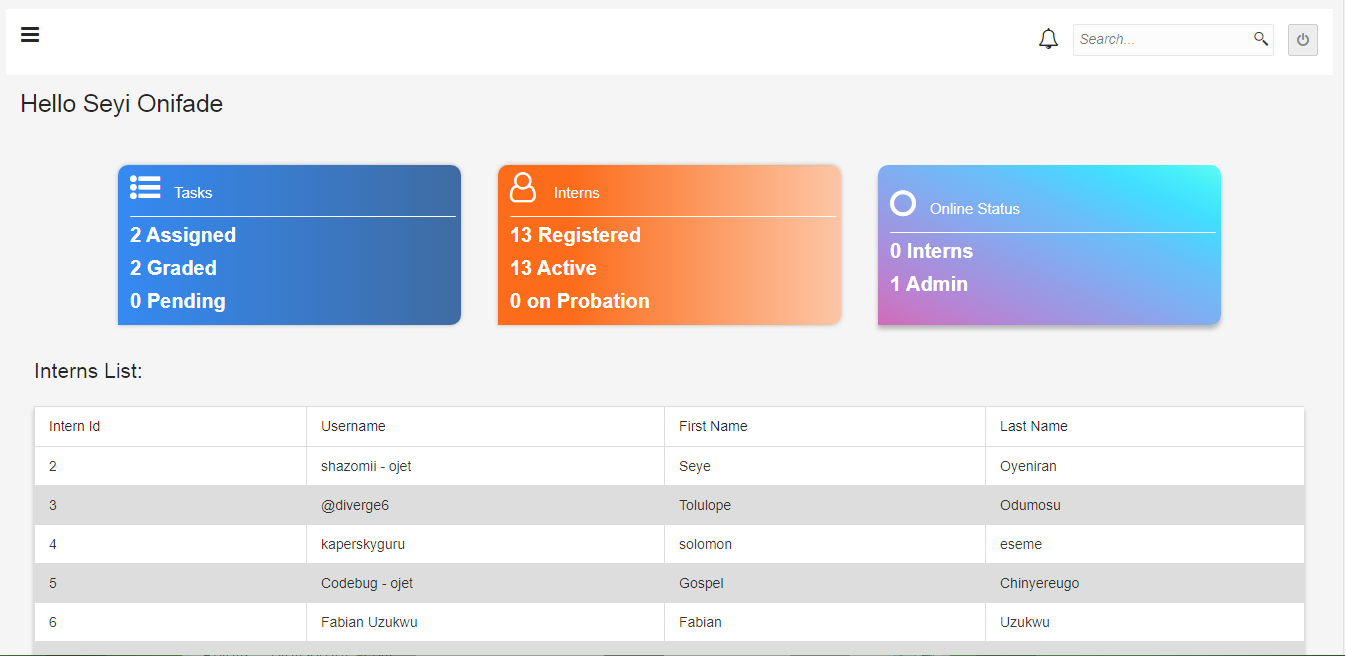 Search...
Hello Seyi Onifade
Tasks
2 Assigned
2 Graded
0 Pending
Interns
13 Registered
13 Active
0 on Probation
Online Status
0 Interns
1 Admin
Interns List:
Intern Id Username First Name Last Name
2 shazomii - ojet Seye Oyeniran
3 @diverge6 Tolulope Odumosu
4 kaperskyguru solomon eseme
5 Codebug - ojet Gospel Chinyereugo
6 Fabian Uzukwu Fabian Uzukwu